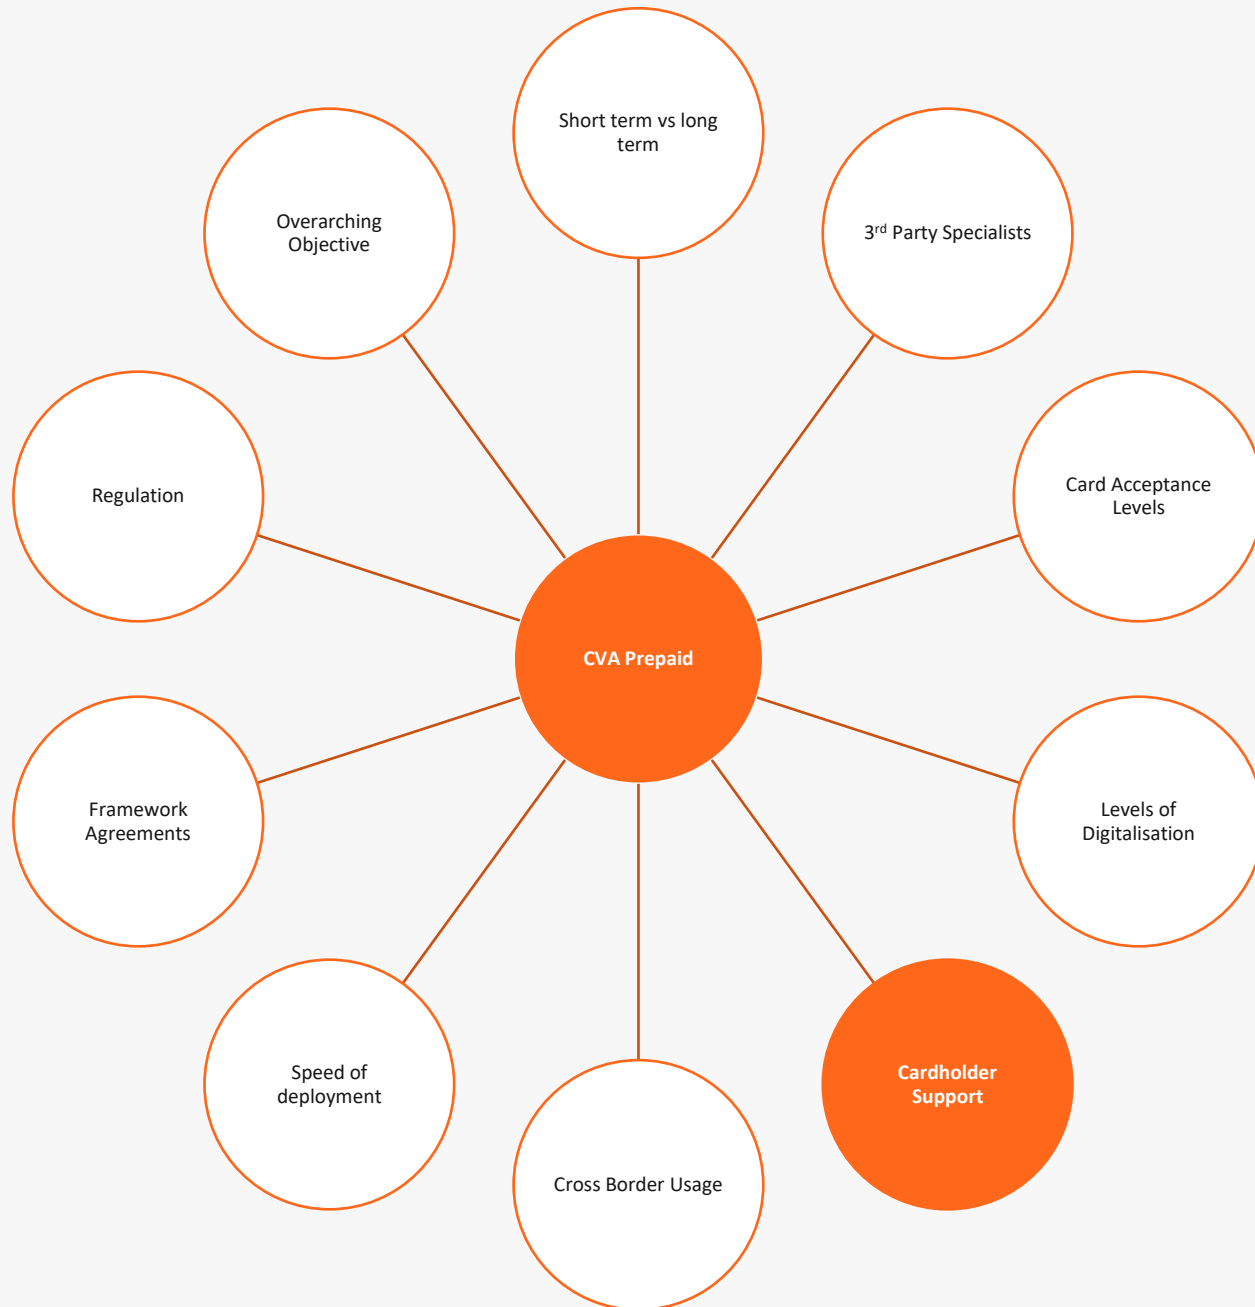 Short term vs long
term
3rd Party Specialists
Overarching
Objective
Card Acceptance
Levels
Regulation
CVA Prepaid
Levels of
Digitalisation
Framework
Agreements
Cardholder
Support
Speed of
deployment
Cross Border Usage